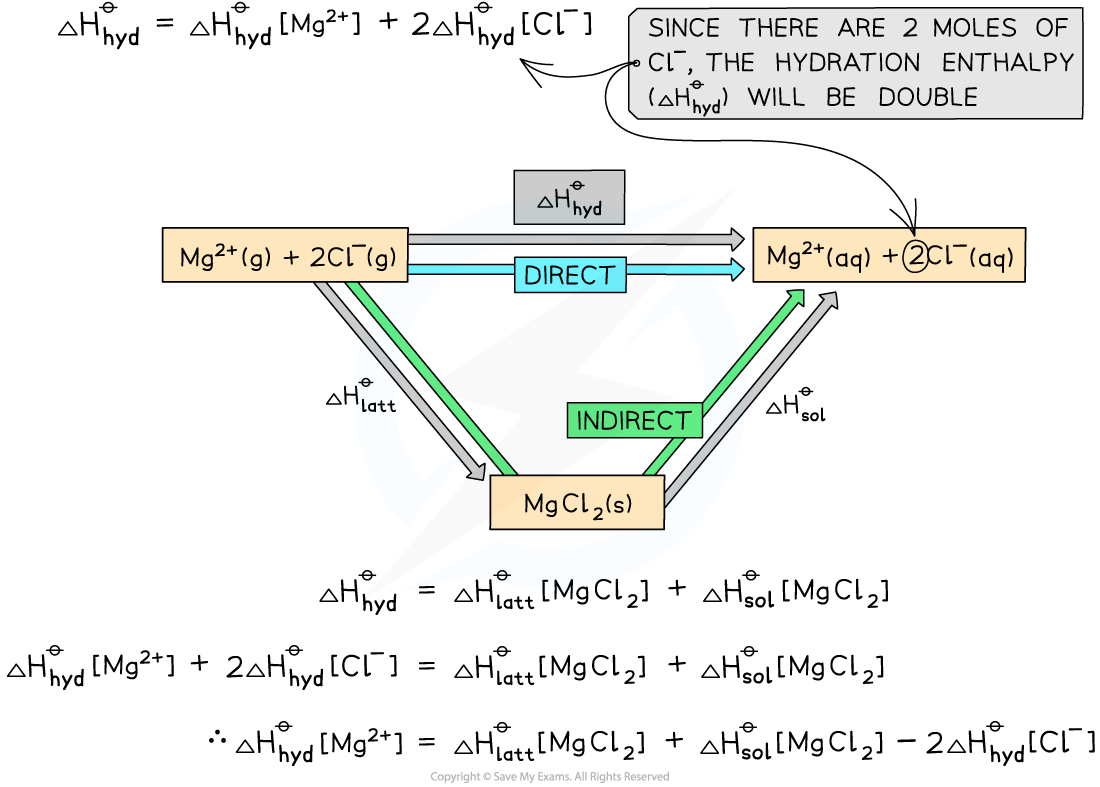 △H⦵hyd = △H⦵hyd [Mg²⁺] + 2△H⦵hyd [Cl⁻]
SINCE THERE ARE 2 MOLES OF
Cl⁻, THE HYDRATION ENTHALPY
(△H⦵hyd) WILL BE DOUBLE
△H⦵hyd
Mg²⁺(g) + 2Cl⁻(g)
DIRECT
Mg²⁺(aq) + 2Cl⁻(aq)
△H⦵latt
INDIRECT
△H⦵sol
MgCl₂(s)
△H⦵hyd = △H⦵latt [MgCl₂] + △H⦵sol [MgCl₂]
△H⦵hyd [Mg²⁺] + 2△H⦵hyd [Cl⁻] = △H⦵latt [MgCl₂] + △H⦵sol [MgCl₂]
∴ △H⦵hyd [Mg²⁺] = △H⦵latt [MgCl₂] + △H⦵sol [MgCl₂] − 2△H⦵hyd [Cl⁻]
Copyright © Save My Exams. All Rights Reserved